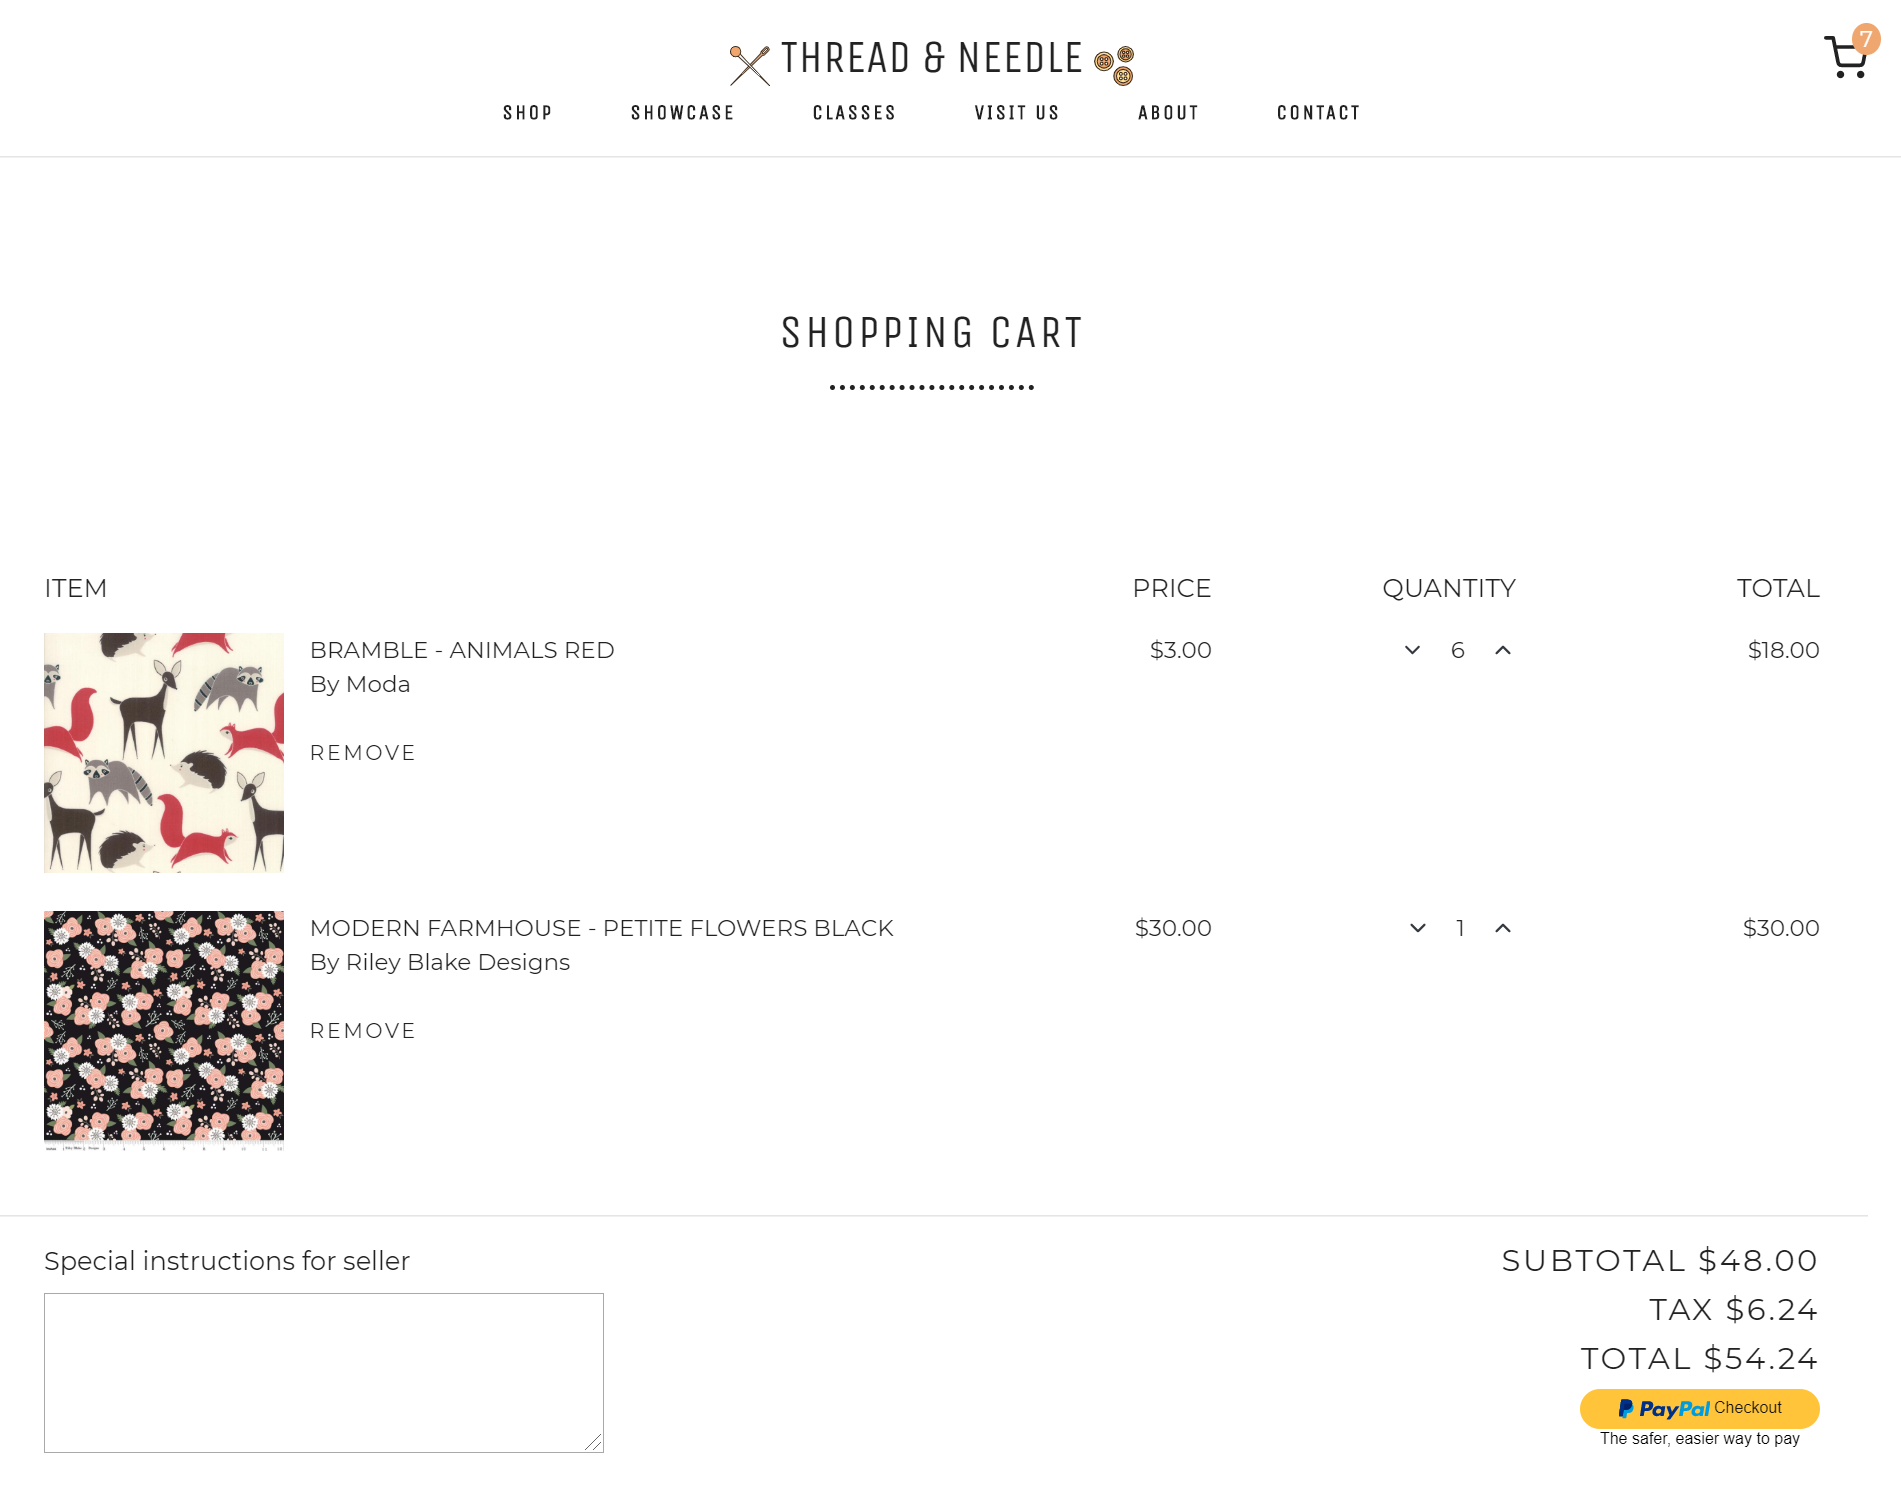 THREAD & NEEDLE
7
SHOP SHOWCASE CLASSES VISIT US ABOUT CONTACT
SHOPPING CART
ITEM PRICE QUANTITY TOTAL
BRAMBLE - ANIMALS RED $3.00 6 $18.00
By Moda
REMOVE
MODERN FARMHOUSE - PETITE FLOWERS BLACK $30.00 1 $30.00
By Riley Blake Designs
REMOVE
Special instructions for seller
SUBTOTAL $48.00
TAX $6.24
TOTAL $54.24
PayPal Checkout
The safer, easier way to pay